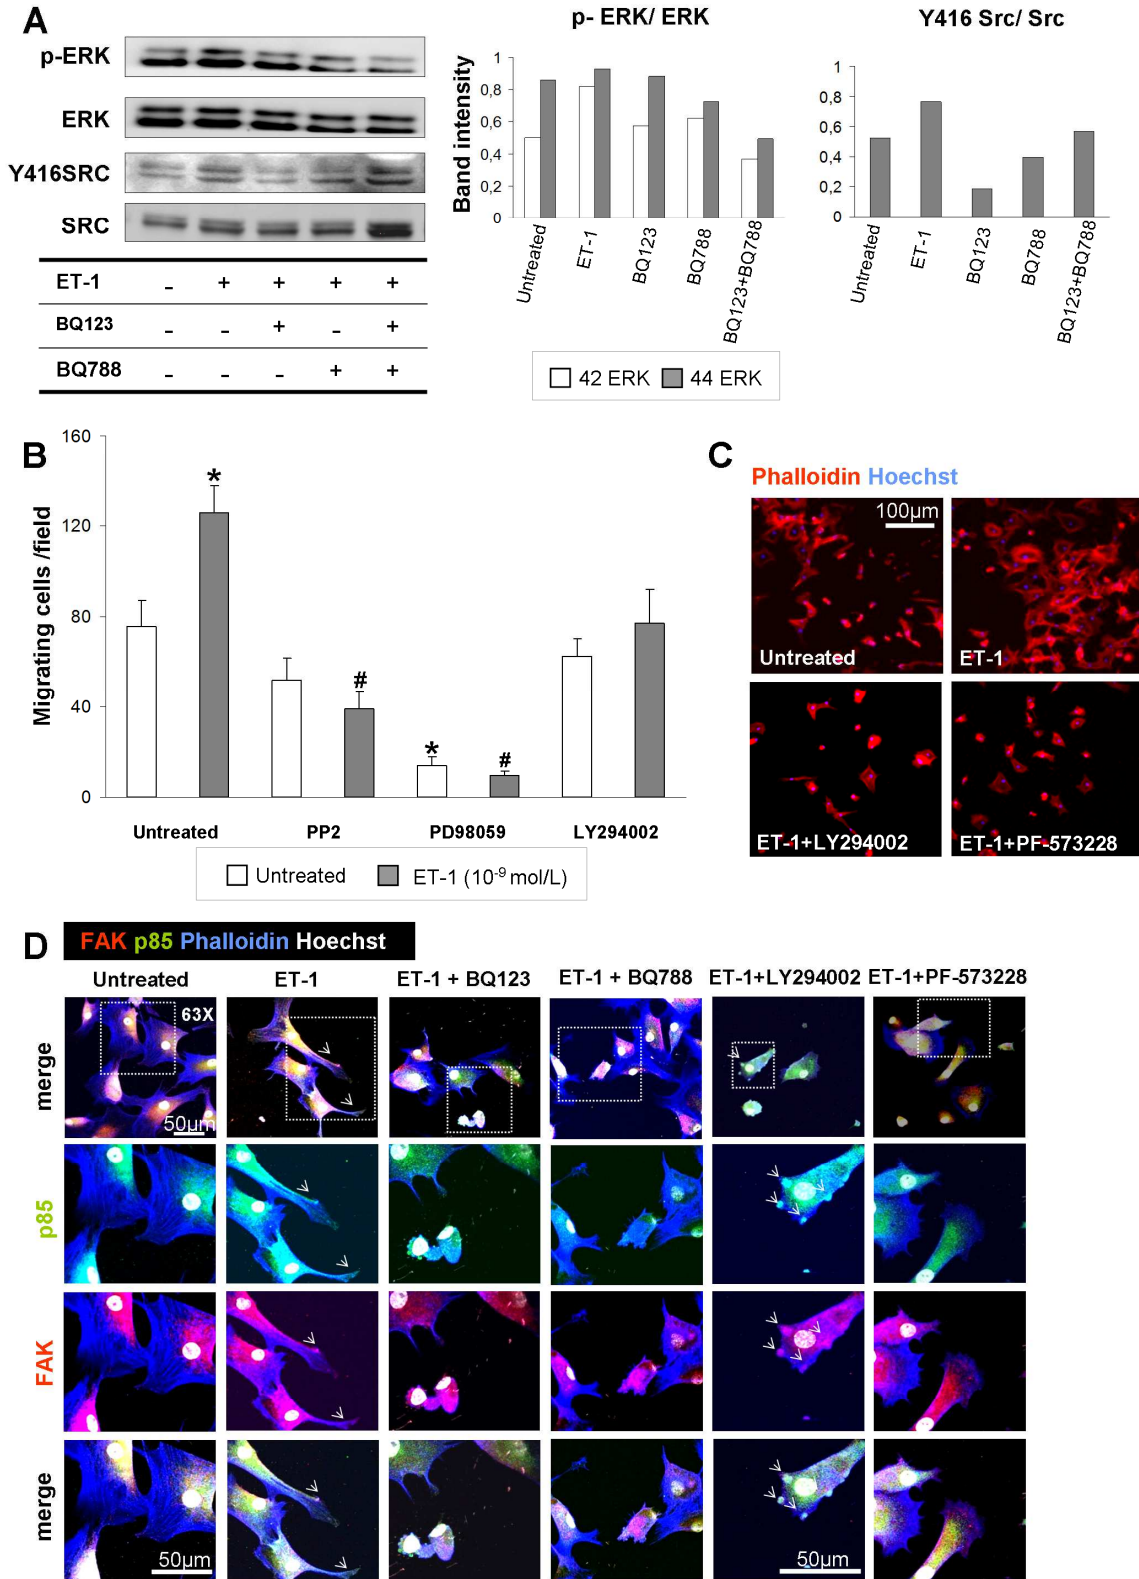 A
p-ERK
ERK
Y416SRC
SRC
ET-1 - + + + +
BQ123 - - + - +
BQ788 - - - + +
p- ERK/ ERK
Band intensity
1
0,8
0,6
0,4
0,2
0
Untreated
ET-1
BQ123
BQ788
BQ123+BQ788
42 ERK 44 ERK
Y416 Src/ Src
1
0,8
0,6
0,4
0,2
0
Untreated
ET-1
BQ123
BQ788
BQ123+BQ788
B
Migrating cells /field
160
120
80
40
0
*
#
*
#
Untreated PP2 PD98059 LY294002
Untreated ET-1 (10-9 mol/L)
C
Phalloidin Hoechst
100µm
Untreated
ET-1
ET-1+LY294002
ET-1+PF-573228
D
FAK p85 Phalloidin Hoechst
Untreated ET-1 ET-1 + BQ123 ET-1 + BQ788 ET-1+LY294002 ET-1+PF-573228
merge
63X
50µm
p85
FAK
merge
50µm
50µm